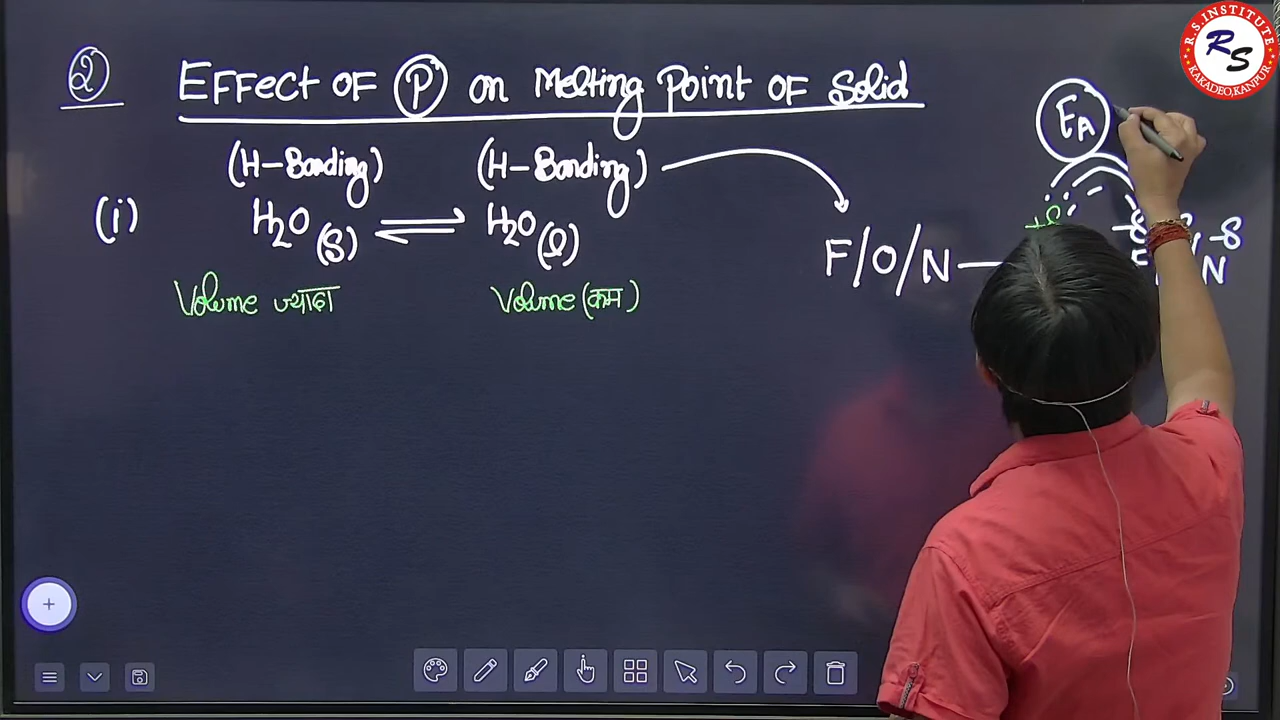 2 Effect of P on Melting Point of Solid
(H-Bonding) (H-Bonding)
(i) H2O (S) ⇌ H2O (l)
Volume ज्यादा Volume (कम)
F/O/N —
EA
δ
-δ -δ
N
R.S.INSTITUTE
RS
KAKADEO,KANPUR